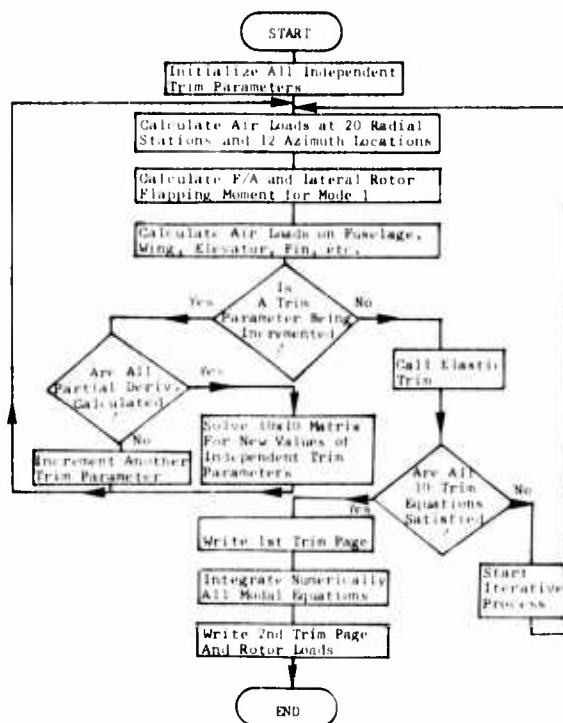 START
Initialize All Independent
Trim Parameters
Calculate Air Loads at 20 Radial
Stations and 12 Azimuth Locations
Calculate F/A and lateral Rotor
Flapping Moment for Mode 1
Calculate Air Loads on Fuselage,
Wing, Elevator, Fin, etc.
Is
A Trim
Parameter Being
Incremented
?
Yes
No
Are All
Partial Deriv.
Calculated
?
Yes
No
Call Elastic
Trim
Solve 10x10 Matrix
For New Values of
Independent Trim
Parameters
Increment Another
Trim Parameter
Are All
10 Trim
Equations
Satisfied
?
No
Yes
Write 1st Trim Page
Start
Iterative
Process
Integrate Numerically
All Modal Equations
Write 2nd Trim Page
And Rotor Loads
END